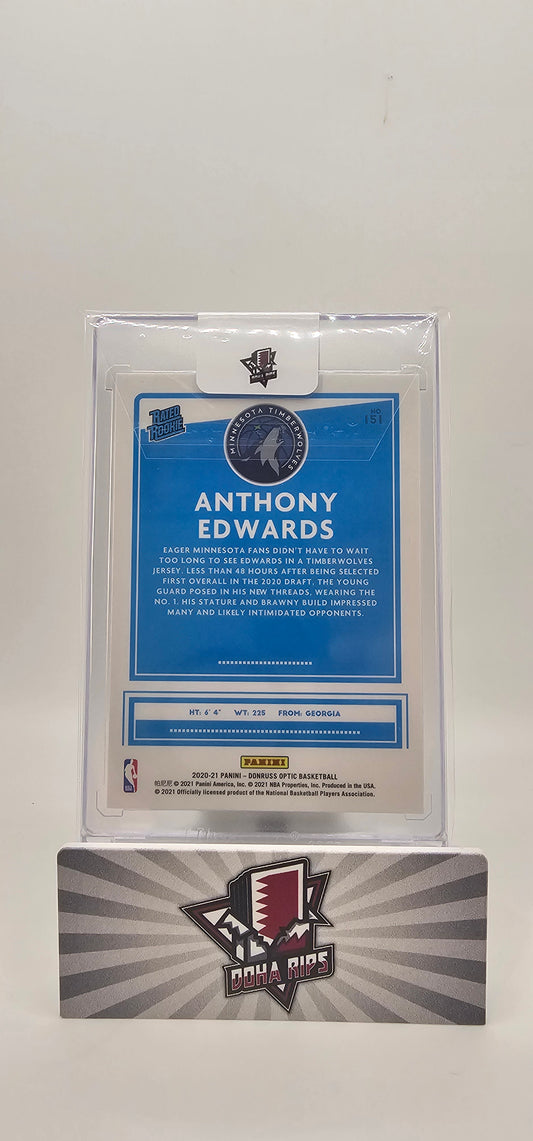 RATED
ROOKIE
MINNESOTA TIMBERWOLVES
NO.
151
ANTHONY
EDWARDS
EAGER MINNESOTA FANS DIDN'T HAVE TO WAIT
TOO LONG TO SEE EDWARDS IN A TIMBERWOLVES
JERSEY. LESS THAN 48 HOURS AFTER BEING SELECTED
FIRST OVERALL IN THE 2020 DRAFT, THE YOUNG
GUARD POSED IN HIS NEW THREADS, WEARING THE
NO. 1. HIS STATURE AND BRAWNY BUILD IMPRESSED
MANY AND LIKELY INTIMIDATED OPPONENTS.
HT: 6' 4" WT: 225 FROM: GEORGIA
PANINI
2020-21 PANINI – DONRUSS OPTIC BASKETBALL
帕尼尼 © 2021 Panini America, Inc. © 2021 NBA Properties, Inc. Produced in the USA.
© 2021 Officially licensed product of the National Basketball Players Association.
DOHA RIPS